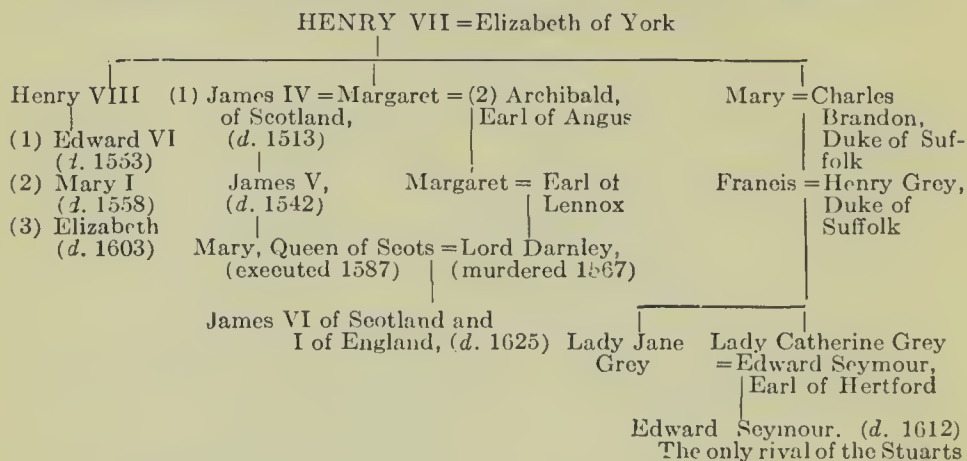 HENRY VII = Elizabeth of York
Henry VIII (1) James IV = Margaret = (2) Archibald, Mary = Charles
of Scotland, Earl of Angus Brandon,
(1) Edward VI (d. 1513) Duke of Suf-
(d. 1553) folk
(2) Mary I James V, Margaret = Earl of Francis = Henry Grey,
(d. 1558) (d. 1542) Lennox Duke of
(3) Elizabeth Suffolk
(d. 1603) Mary, Queen of Scots = Lord Darnley,
(executed 1587) (murdered 1567)
James VI of Scotland and
I of England, (d. 1625) Lady Jane Lady Catherine Grey
Grey = Edward Seymour,
Earl of Hertford
Edward Seymour. (d. 1612)
The only rival of the Stuarts